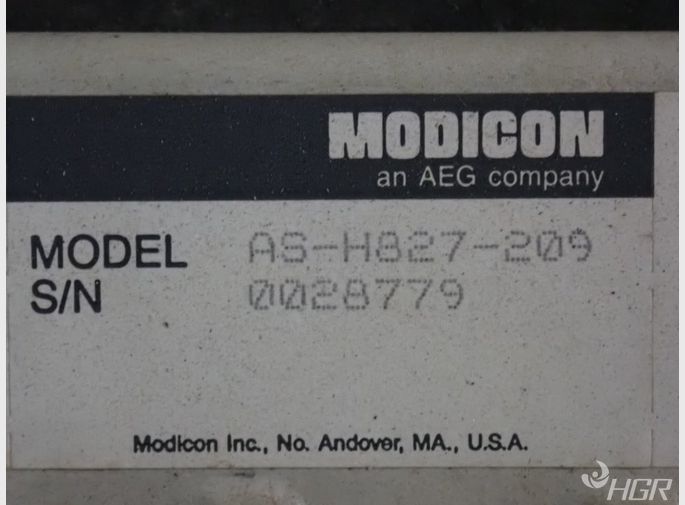 MODICON
an AEG company
MODEL AS-H827-209
S/N 0028779
Modicon Inc., No. Andover, MA., U.S.A.
HGR